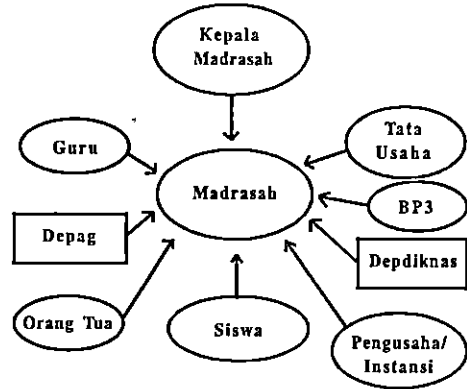 Kepala
Madrasah
Guru
Tata
Usaha
Madrasah
BP3
Depag
Depdiknas
Orang Tua
Siswa
Pengusaha/
Instansi